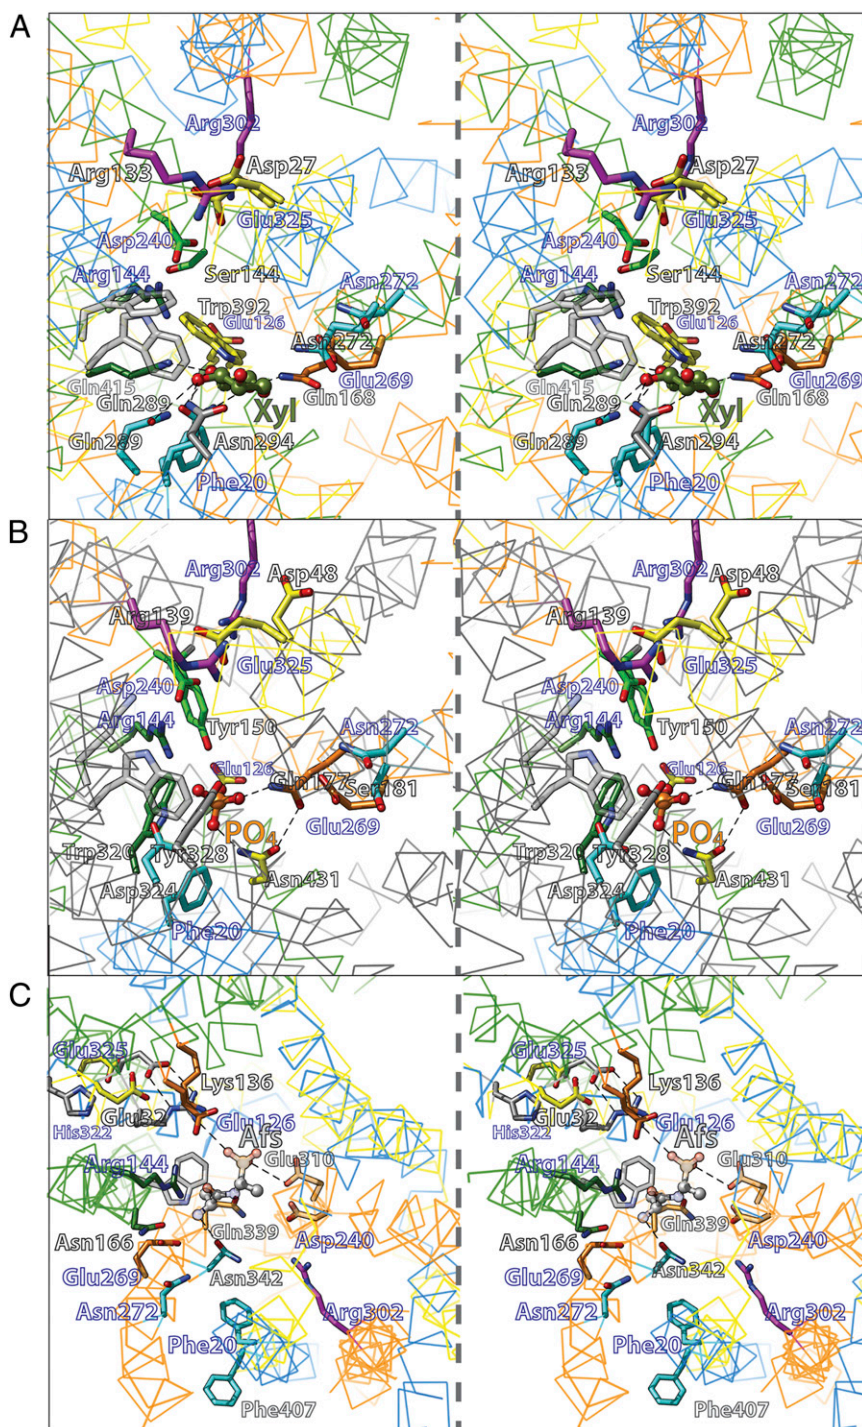 A
Arg302
Arg302
Arg133
Asp27
Arg133
Asp27
Glu325
Glu325
Asp240
Asp240
Arg144
Ser144
Asn272
Arg144
Ser144
Asn272
Trp392
Trp392
Glu126
Glu126
Asn272
Asn272
Gln415
Glu269
Gln415
Glu269
Gln289
Xyl
Gln168
Gln289
Xyl
Gln168
Gln289
Asn294
Gln289
Asn294
Phe20
Phe20
B
Arg302
Asp48
Arg302
Asp48
Arg139
Arg139
Glu325
Glu325
Asp240
Asp240
Arg144
Tyr150
Asn272
Arg144
Tyr150
Asn272
Glu126
Gln177
Ser181
Glu126
Gln177
Ser181
PO4
Glu269
PO4
Glu269
Trp320
Tyr328
Trp320
Tyr328
Asp324
Asn431
Asp324
Asn431
Phe20
Phe20
C
Glu325
Lys136
Glu325
Lys136
Glu32
Glu126
Glu32
Glu126
His322
His322
Afs
Afs
Arg144
Glu310
Arg144
Glu310
Gln339
Gln339
Asn166
Asp240
Asn166
Asp240
Glu269
Asn342
Glu269
Asn342
Asn272
Arg302
Asn272
Arg302
Phe20
Phe20
Phe407
Phe407